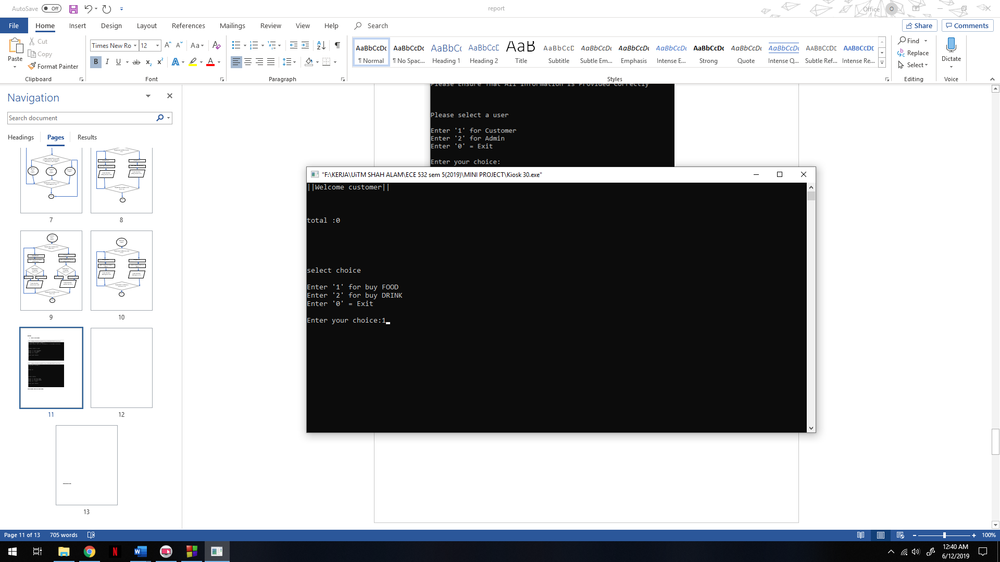 AutoSave Off
report
Office O
File Home Insert Design Layout References Mailings Review View Help Search
Share Comments
Paste
Cut
Copy
Format Painter
Clipboard
Times New Ro 12
Font
Paragraph
AaBbCcDc AaBbCcDc AaBbCc AaBbCcD AaB AaBbCcD AaBbCcDc AaBbCcDc AaBbCcDc AaBbCcDc AaBbCcDc AaBbCcDc AaBbCcDc AaBbCcDc
¶ Normal ¶ No Spac... Heading 1 Heading 2 Title Subtitle Subtle Em... Emphasis Intense E... Strong Quote Intense Q... Subtle Ref... Intense Re...
Styles
Find
Replace
Select
Editing
Dictate
Voice
Navigation
Search document
Headings Pages Results
7 8
9 10
11 12
13
Please Ensure That All Information is Provided Correctly
Please select a user
Enter '1' for Customer
Enter '2' for Admin
Enter '0' = Exit
Enter your choice:
"F:\KERJA\UiTM SHAH ALAM\ECE 532 sem 5(2019)\MINI PROJECT\Kiosk 30.exe"
||Welcome customer||
total :0
select choice
Enter '1' for buy FOOD
Enter '2' for buy DRINK
Enter '0' = Exit
Enter your choice:1
Page 11 of 13 705 words
100%
12:40 AM
6/12/2019